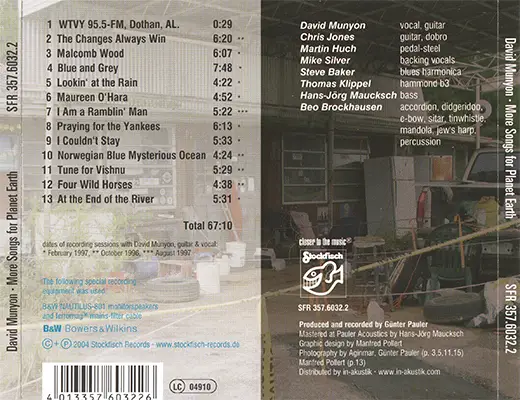 David Munyon - More Songs for Planet Earth
SFR 357.6032.2
1 WTVY 95.5-FM, Dothan, AL. 0:29
2 The Changes Always Win 6:20 **
3 Malcomb Wood 6:07 *
4 Blue and Grey 7:48 *
5 Lookin' at the Rain 4:22 *
6 Maureen O'Hara 4:52 *
7 I Am a Ramblin' Man 5:22 ***
8 Praying for the Yankees 6:13 *
9 I Couldn't Stay 5:33 *
10 Norwegian Blue Mysterious Ocean 4:24 **
11 Tune for Vishnu 5:29 **
12 Four Wild Horses 4:58 **
13 At the End of the River 5:31 *
Total 67:10
dates of recording sessions with David Munyon, guitar & vocal:
* February 1997, ** October 1996, *** August 1997
The following special recording
equipment was used:
B&W NAUTILUS-801 monitorspeakers
and fer­romag® mains-filter cable
B&W Bowers & Wilkins
© + ℗ 2004 Stockfisch Records - www.stockfisch-records.de
4 013357 603226
LC 04910
David Munyon vocal, guitar
Chris Jones guitar, dobro
Martin Huch pedal-steel
Mike Silver backing vocals
Steve Baker blues harmonica
Thomas Klippel hammond b3
Hans-Jörg Maucksch bass
Beo Brockhausen accordion, didgeridoo,
e-bow, sitar, tinwhistle,
mandola, jew's harp,
percussion
closer to the music
Stockfisch
SFR 357.6032.2
Produced and recorded by Günter Pauler
Mastered at Pauler Acoustics by Hans-Jörg Maucksch
Graphic design by Manfred Pollert
Photography by Aginmar, Günter Pauler (p. 3,5,11,15)
Manfred Pollert (p.13)
Distributed by in-akustik - www.in-akustik.com
David Munyon - More Songs for Planet Earth
SFR 357.6032.2